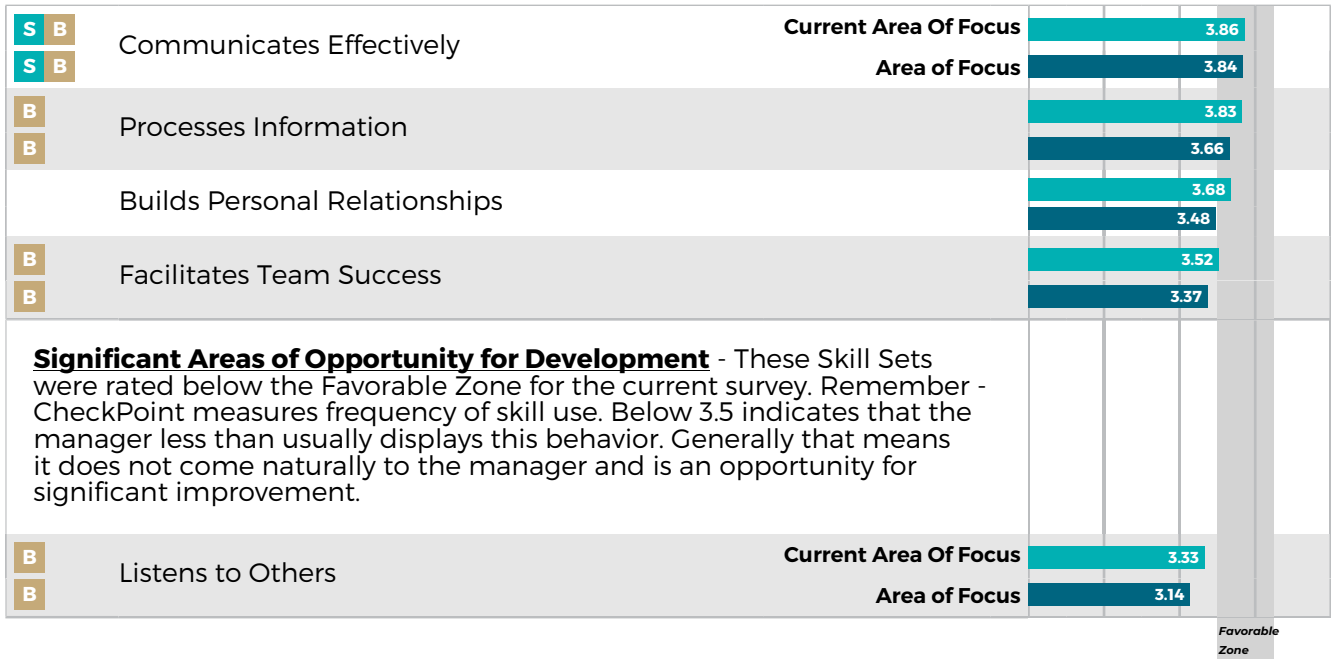 S B
Communicates Effectively
Current Area Of Focus
3.86
S B
Area of Focus
3.84
B
Processes Information
3.83
B
3.66
Builds Personal Relationships
3.68
3.48
B
Facilitates Team Success
3.52
B
3.37
Significant Areas of Opportunity for Development - These Skill Sets
were rated below the Favorable Zone for the current survey. Remember -
CheckPoint measures frequency of skill use. Below 3.5 indicates that the
manager less than usually displays this behavior. Generally that means
it does not come naturally to the manager and is an opportunity for
significant improvement.
B
Listens to Others
Current Area Of Focus
3.33
B
Area of Focus
3.14
Favorable
Zone